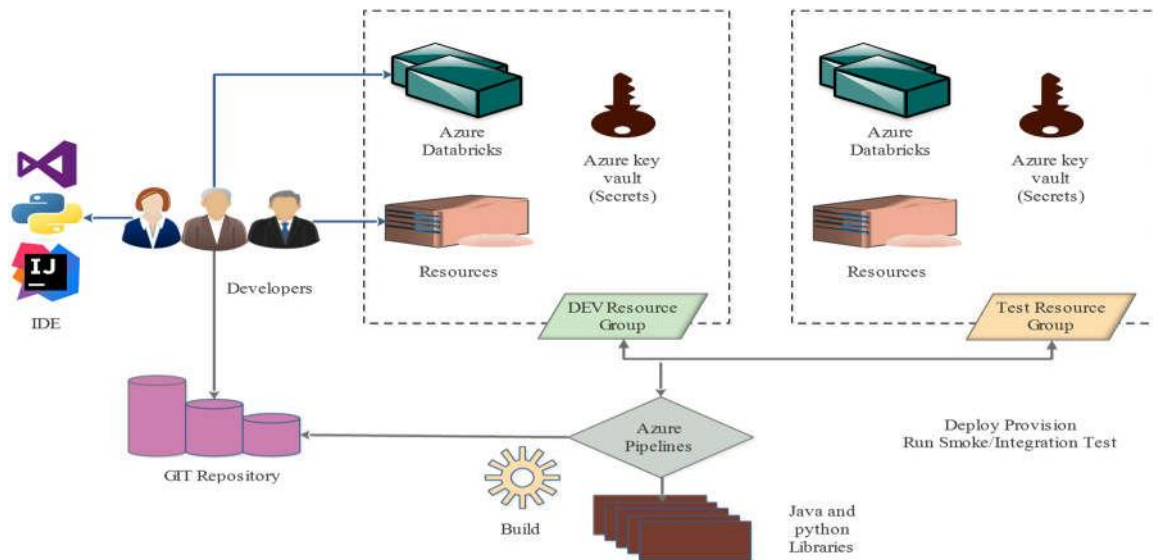 Azure
Databricks
Azure key
vault
(Secrets)
Azure
Databricks
Azure key
vault
(Secrets)
IJ
IDE
Developers
Resources
Resources
DEV Resource
Group
Test Resource
Group
GIT Repository
Azure
Pipelines
Deploy Provision
Run Smoke/Integration Test
Build
Java and
python
Libraries